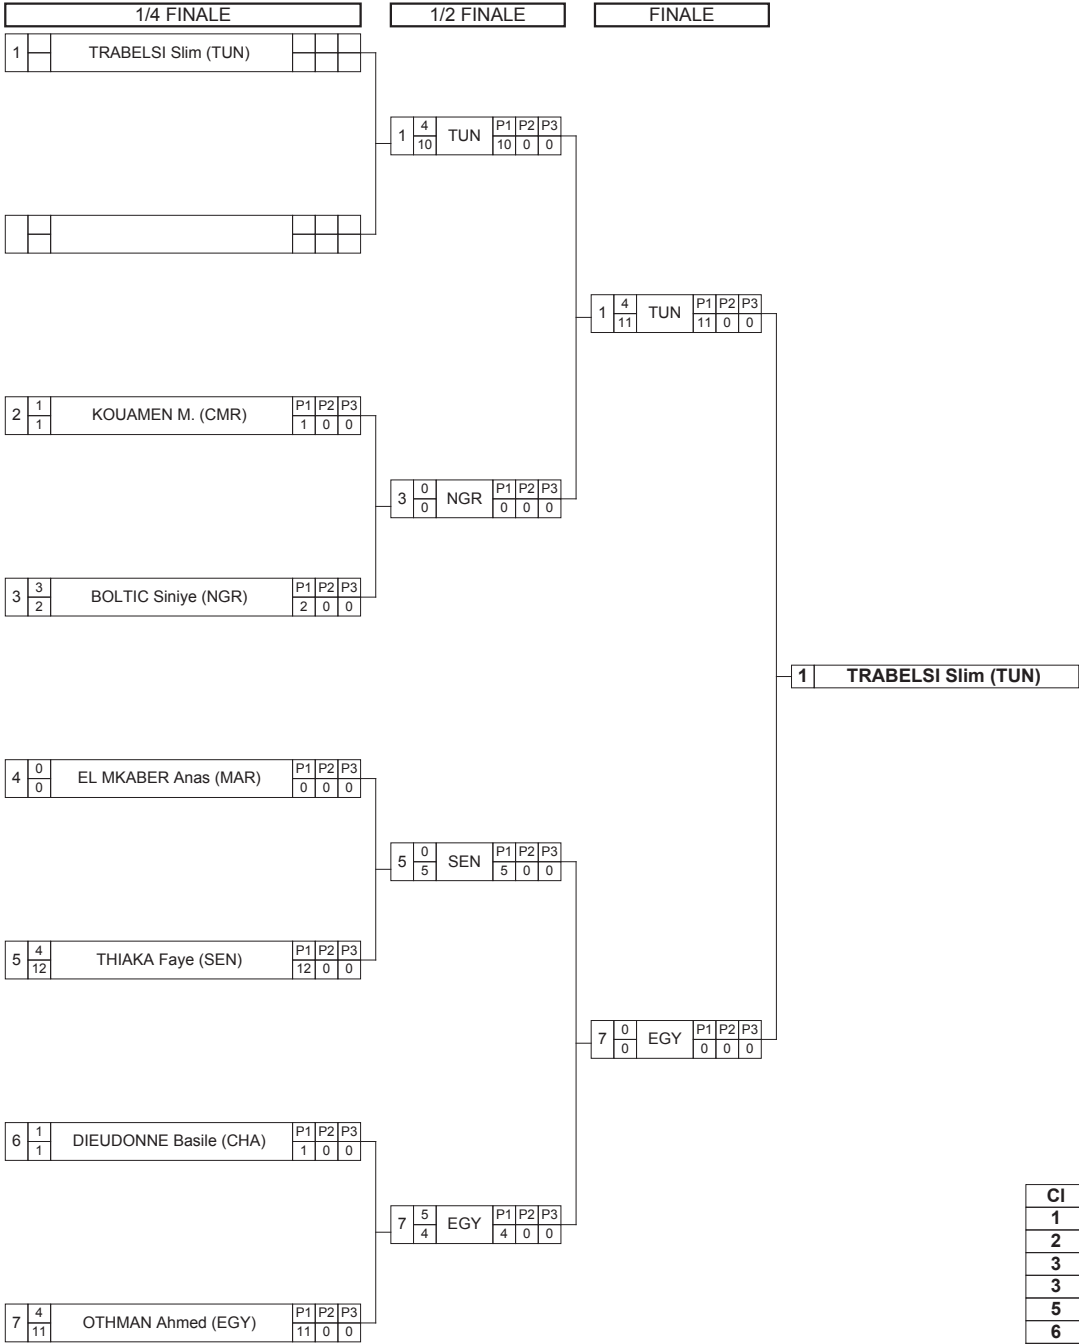 1/4 FINALE 1/2 FINALE FINALE
1 TRABELSI Slim (TUN)
1 4 10 TUN P1 P2 P3 10 0 0
1 4 11 TUN P1 P2 P3 11 0 0
2 1 1 KOUAMEN M. (CMR) P1 P2 P3 1 0 0
3 0 0 NGR P1 P2 P3 0 0 0
3 3 2 BOLTIC Siniye (NGR) P1 P2 P3 2 0 0
1 TRABELSI Slim (TUN)
4 0 0 EL MKABER Anas (MAR) P1 P2 P3 0 0 0
5 0 5 SEN P1 P2 P3 5 0 0
5 4 12 THIAKA Faye (SEN) P1 P2 P3 12 0 0
7 0 0 EGY P1 P2 P3 0 0 0
6 1 1 DIEUDONNE Basile (CHA) P1 P2 P3 1 0 0
7 5 4 EGY P1 P2 P3 4 0 0
7 4 11 OTHMAN Ahmed (EGY) P1 P2 P3 11 0 0
Cl
1
2
3
3
5
6